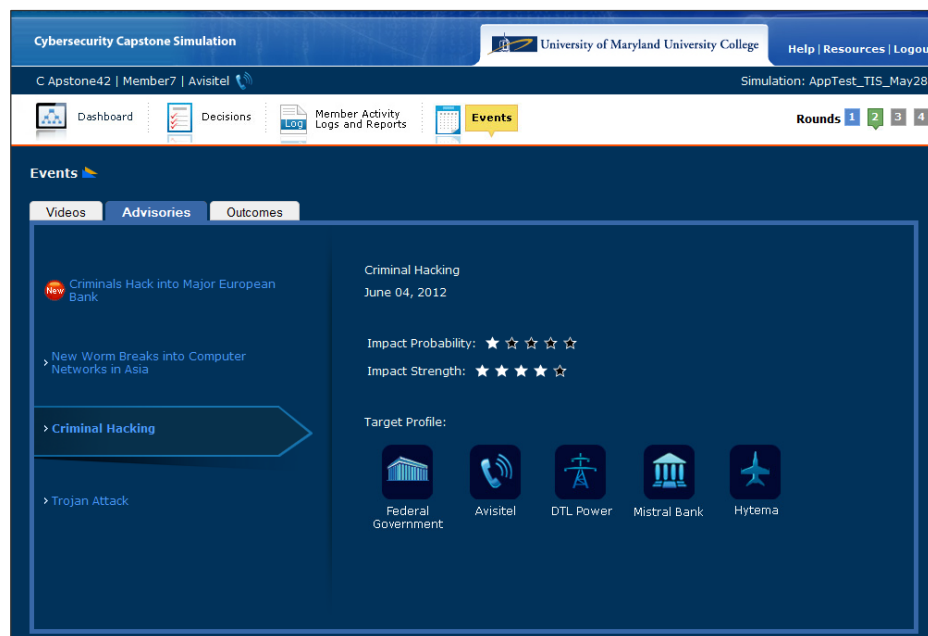 Cybersecurity Capstone Simulation
University of Maryland University College
Help | Resources | Logou
C Apstone42 | Member7 | Avisitel
Simulation: AppTest_TIS_May28
Dashboard
Decisions
Log
Member Activity
Logs and Reports
Events
Rounds 1 2 3 4
Events
Videos
Advisories
Outcomes
New
Criminals Hack into Major European
Bank
New Worm Breaks into Computer
Networks in Asia
Criminal Hacking
Trojan Attack
Criminal Hacking
June 04, 2012
Impact Probability:
Impact Strength:
Target Profile:
Federal
Government
Avisitel
DTL Power
Mistral Bank
Hytema